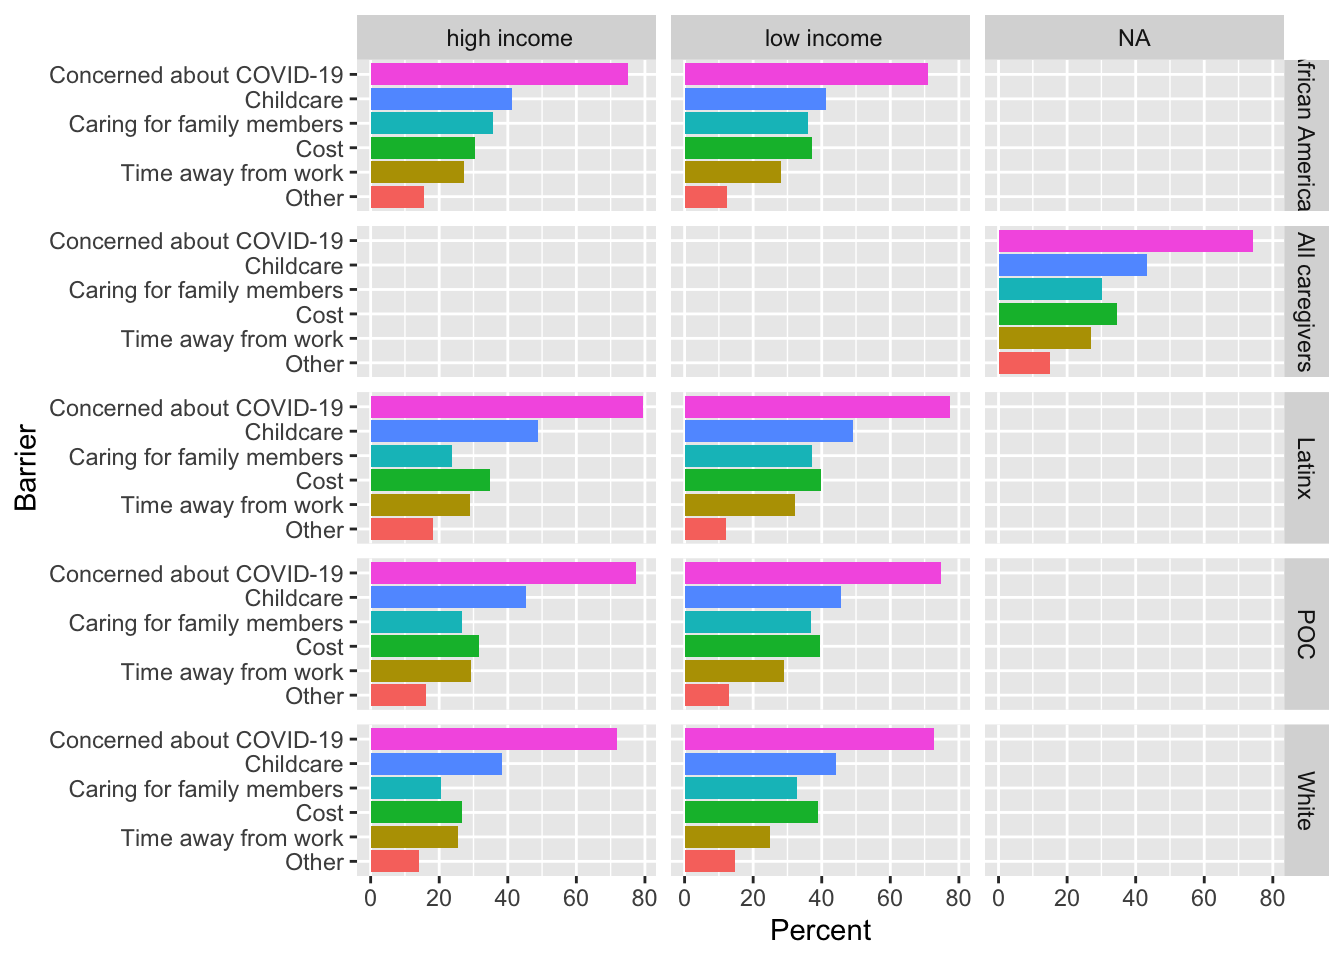 high income
low income
NA
Concerned about COVID-19
Childcare
Caring for family members
Cost
Time away from work
Other
frican America
Concerned about COVID-19
Childcare
Caring for family members
Cost
Time away from work
Other
All caregivers
Concerned about COVID-19
Childcare
Caring for family members
Cost
Time away from work
Other
Latinx
Concerned about COVID-19
Childcare
Caring for family members
Cost
Time away from work
Other
POC
Concerned about COVID-19
Childcare
Caring for family members
Cost
Time away from work
Other
White
Barrier
0 20 40 60 80
0 20 40 60 80
0 20 40 60 80
Percent